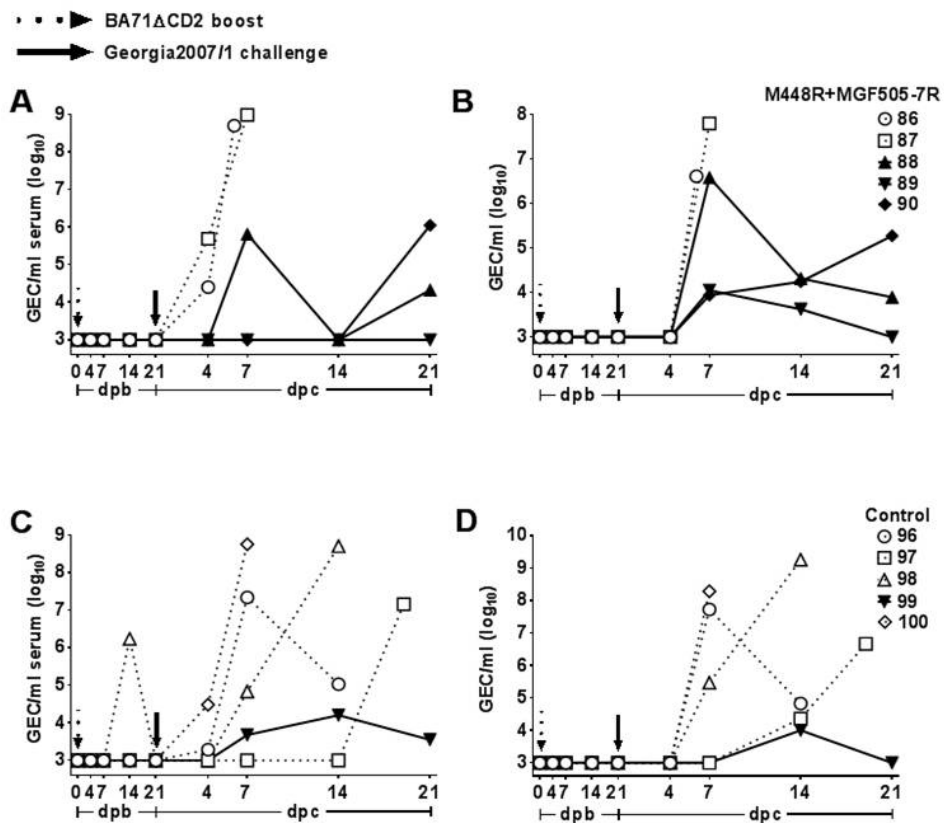 BA71ΔCD2 boost
Georgia2007/1 challenge
A
GEC/ml serum (log10)
9
8
7
6
5
4
3
0 4 7 14 21 4 7 14 21
dpb dpc
B
M448R+MGF505-7R
86
87
88
89
90
GEC/ml (log10)
8
7
6
5
4
3
0 4 7 14 21 4 7 14 21
dpb dpc
C
GEC/ml serum (log10)
9
8
7
6
5
4
3
0 4 7 14 21 4 7 14 21
dpb dpc
D
Control
96
97
98
99
100
GEC/ml (log10)
10
9
8
7
6
5
4
3
0 4 7 14 21 4 7 14 21
dpb dpc